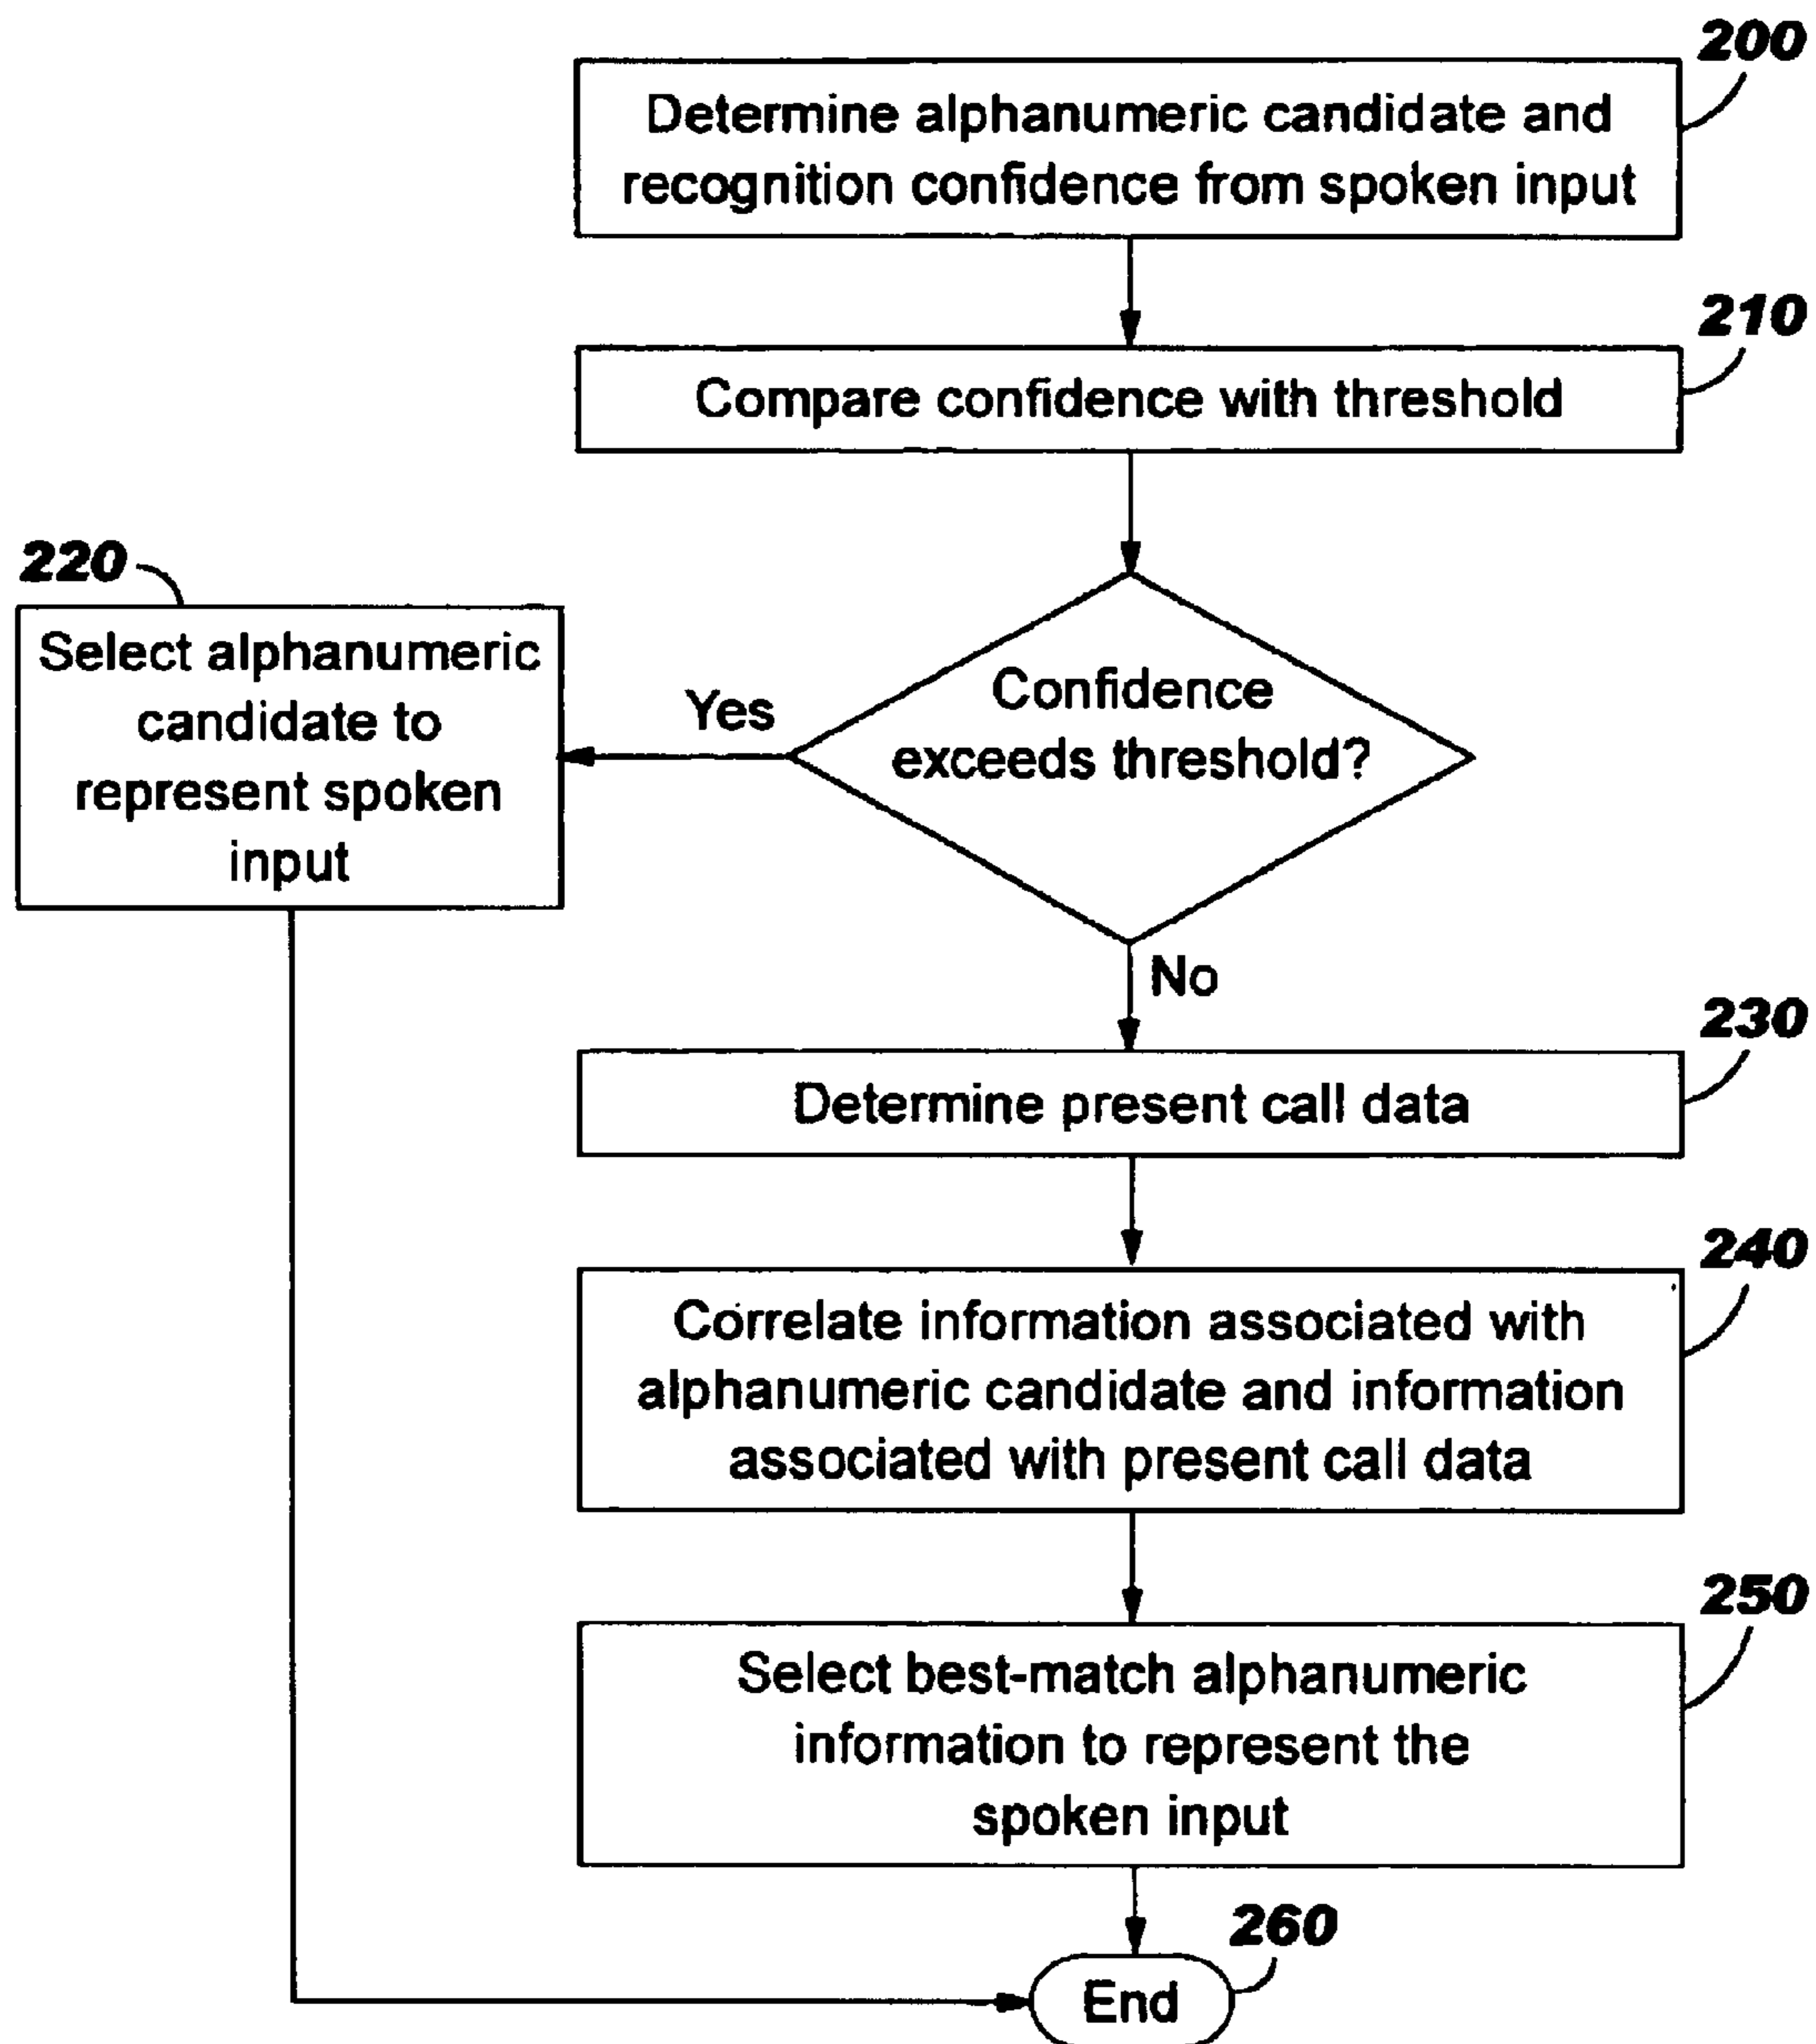 200
Determine alphanumeric candidate and
recognition confidence from spoken input
210
Compare confidence with threshold
220
Select alphanumeric
candidate to
represent spoken
input
Yes
Confidence
exceeds threshold?
No
230
Determine present call data
240
Correlate information associated with
alphanumeric candidate and information
associated with present call data
250
Select best-match alphanumeric
information to represent the
spoken input
260
End